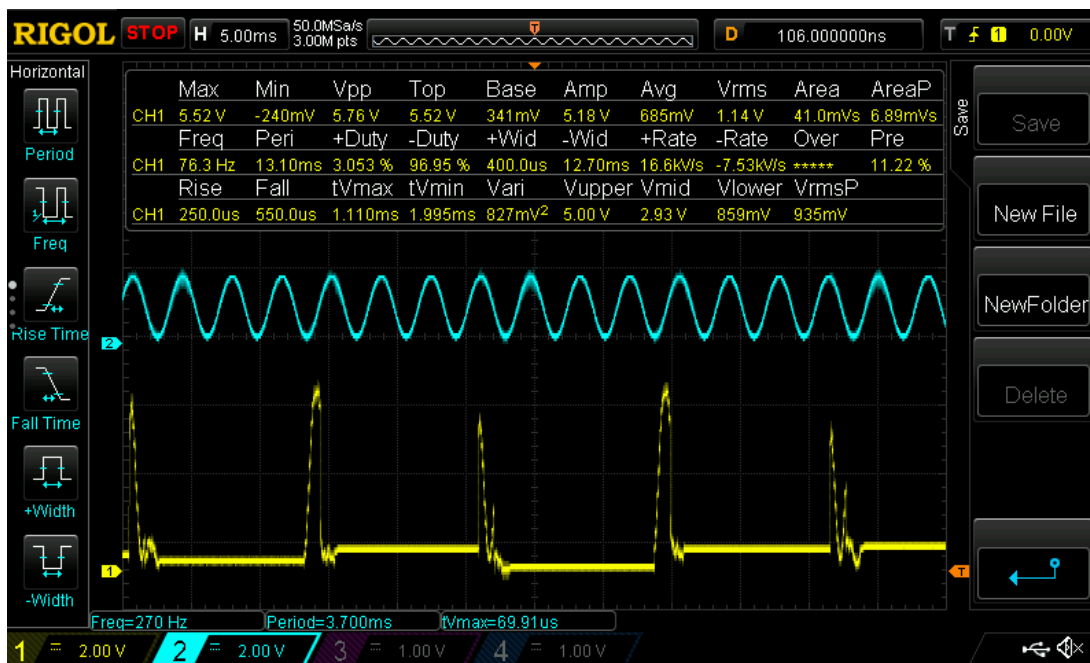 RIGOL STOP H 5.00ms 50.0MSa/s 3.00M pts T D 106.000000ns T 1 0.00V
Horizontal
Period
Freq
Rise Time
Fall Time
+Width
-Width
Max Min Vpp Top Base Amp Avg Vrms Area AreaP
CH1 5.52 V -240mV 5.76 V 5.52 V 341mV 5.18 V 685mV 1.14 V 41.0mVs 6.89mVs
Freq Peri +Duty -Duty +Wid -Wid +Rate -Rate Over Pre
CH1 76.3 Hz 13.10ms 3.053 % 96.95 % 400.0us 12.70ms 16.6kV/s -7.53kV/s ***** 11.22 %
Rise Fall tVmax tVmin Vari Vupper Vmid Vlower VrmsP
CH1 250.0us 550.0us 1.110ms 1.995ms 827mV² 5.00 V 2.93 V 859mV 935mV
2
1
T
Save
Save
New File
NewFolder
Delete
Freq=270 Hz Period=3.700ms tVmax=69.91us
1 = 2.00 V 2 = 2.00 V 3 = 1.00 V 4 = 1.00 V